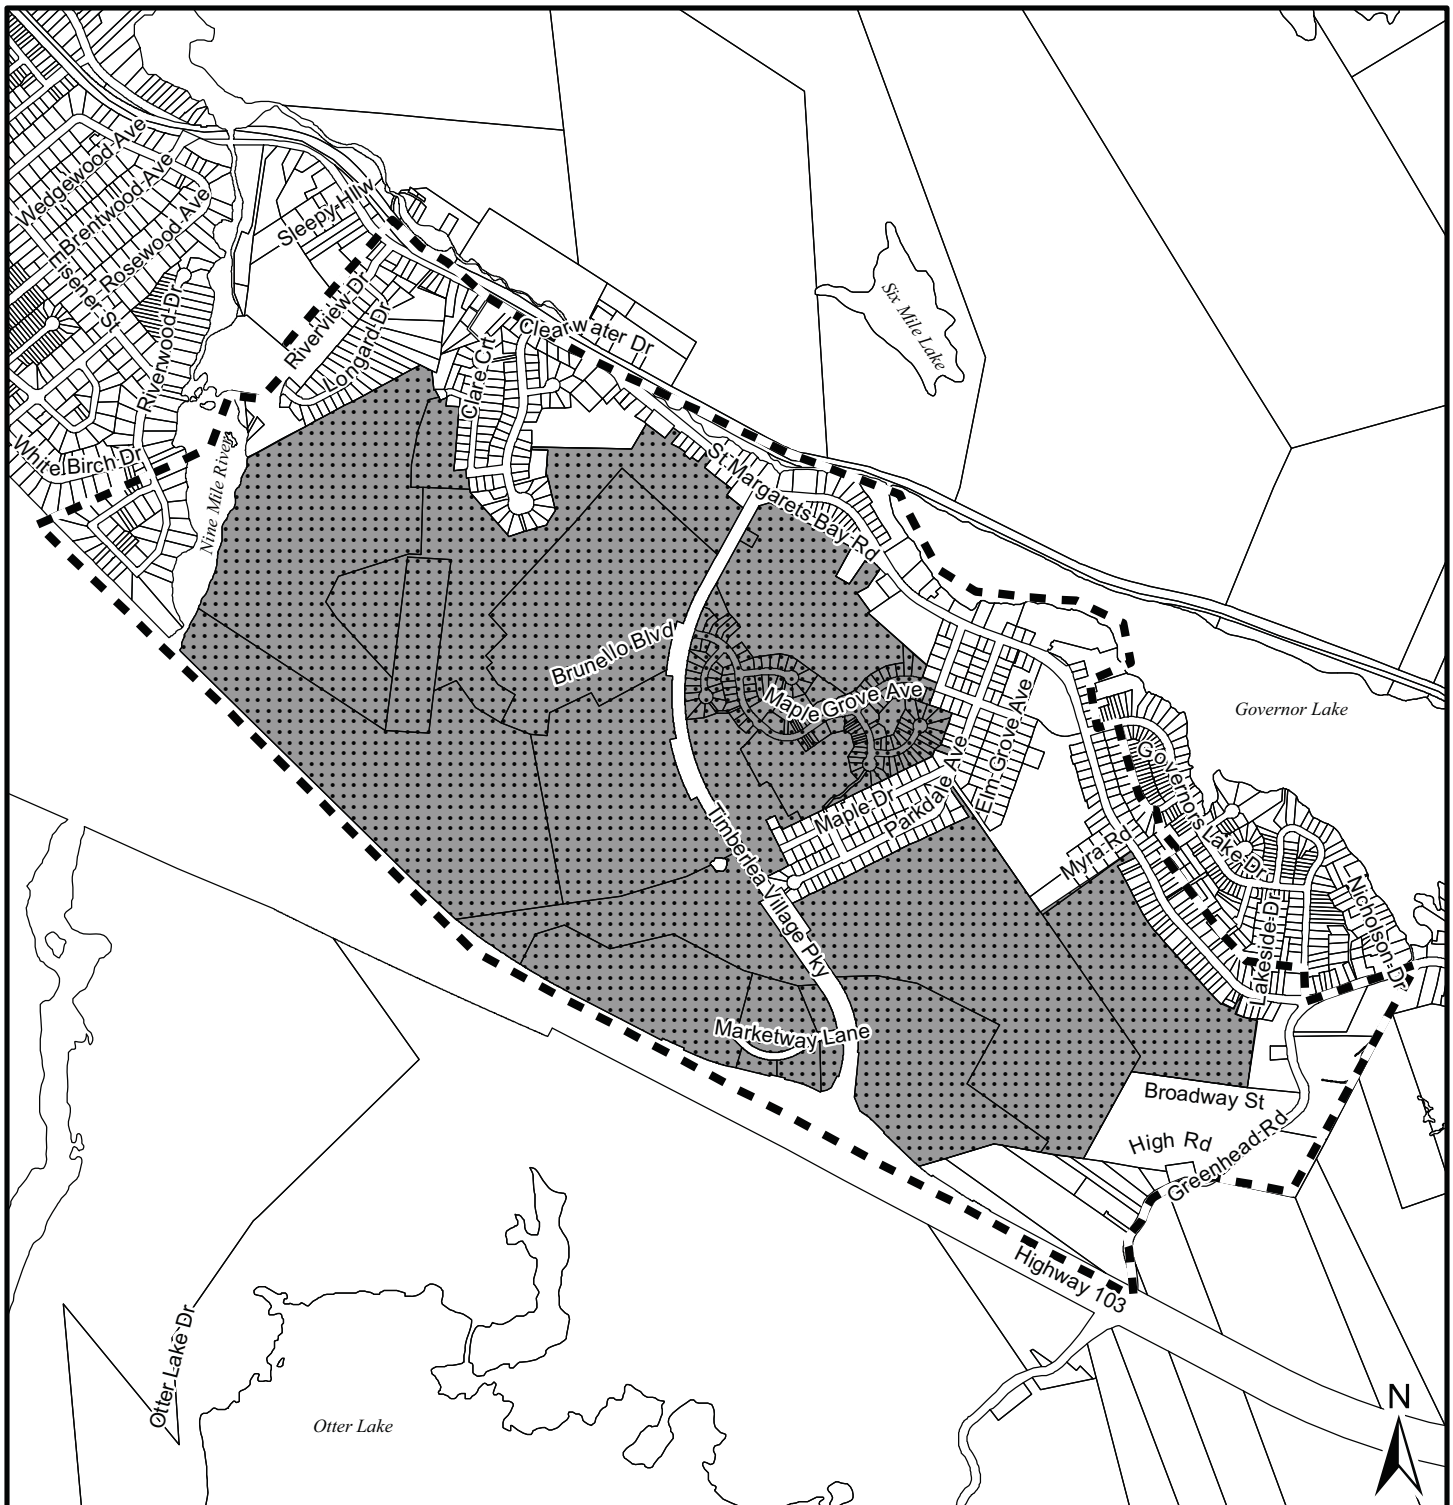 Wedgewood Ave
Brentwood Ave
Rosewood Ave
Sleepy Hllw
Riverwood Dr
Riverview Dr
Longard Dr
Clare Crt
Clearwater Dr
Six Mile Lake
White Birch Dr
Nine Mile River
St Margarets Bay Rd
Brunello Blvd
Maple Grove Ave
Governor Lake
Elm Grove Ave
Parkdale Ave
Maple Dr
Governors Lake Dr
Myra Rd
Timberlea Village Pky
Lakeside Dr
Nicholson Dr
Marketway Lane
Broadway St
High Rd
Greenhead Rd
Highway 103
Otter Lake Dr
Otter Lake
N